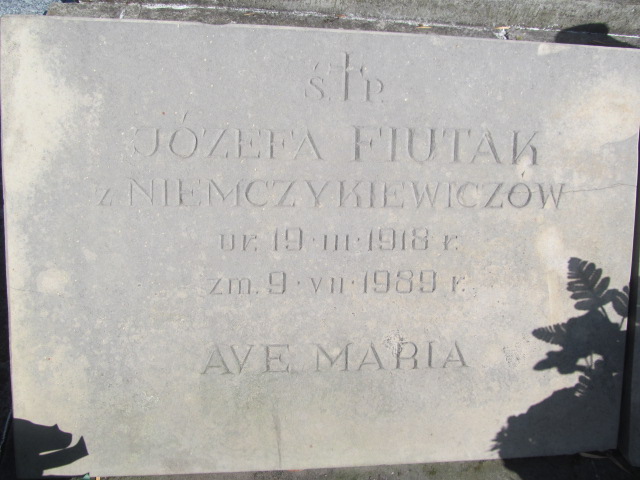 Ś.†P.
JÓZEFA FIUTAK
z NIEMCZYKIEWICZÓW
ur. 19·III·1918 r.
zm. 9·VII·1989 r.
AVE MARIA